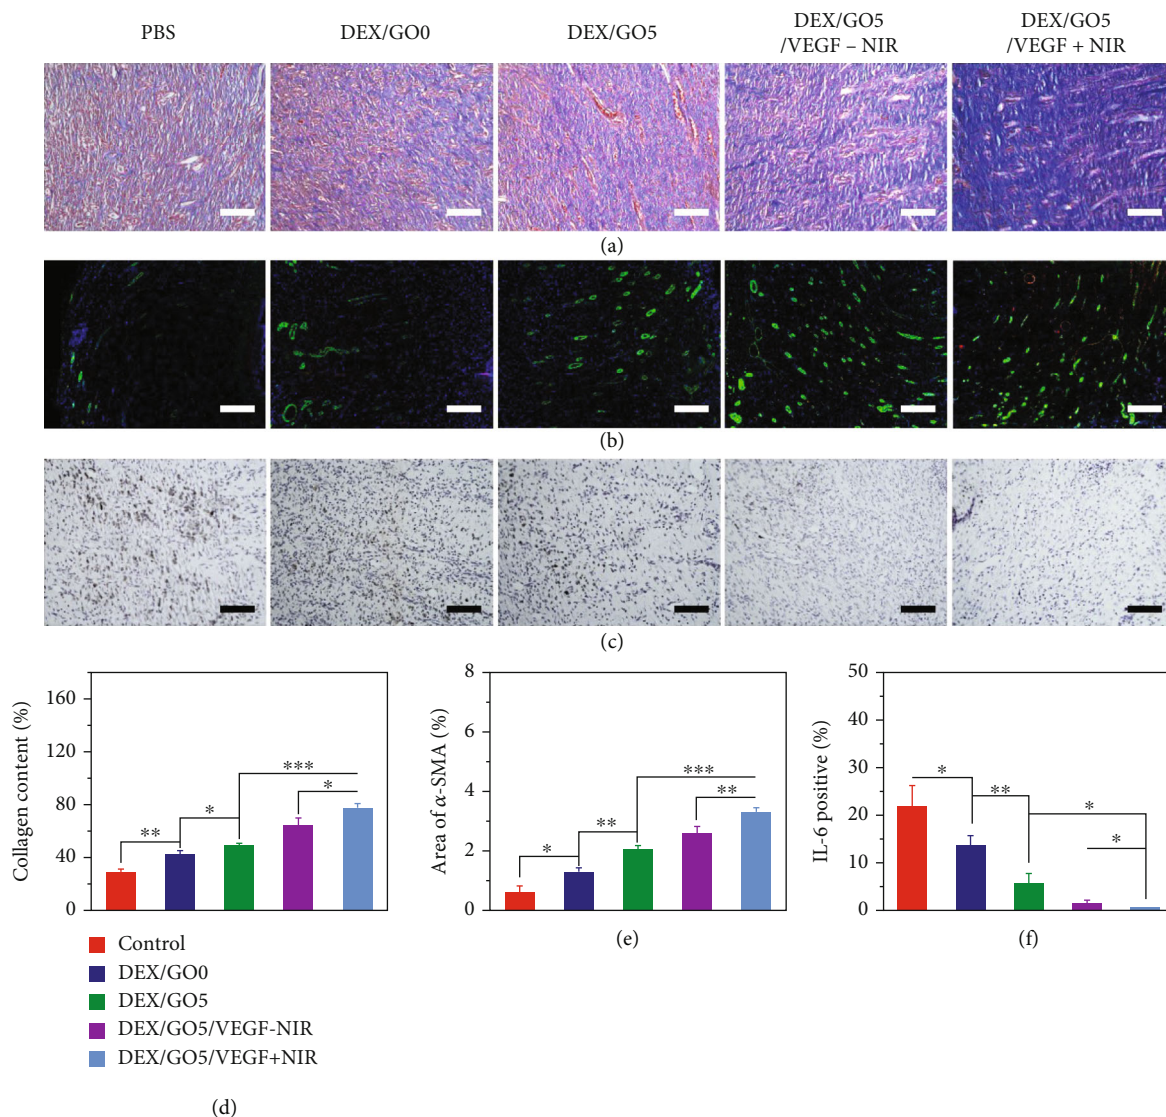 PBS
DEX/GO0
DEX/GO5
DEX/GO5
/VEGF – NIR
DEX/GO5
/VEGF + NIR
(a)
(b)
(c)
Collagen content (%)
160
120
80
40
0
**
*
***
*
Control
DEX/GO0
DEX/GO5
DEX/GO5/VEGF-NIR
DEX/GO5/VEGF+NIR
(d)
Area of α-SMA (%)
8
6
4
2
0
*
**
***
**
(e)
IL-6 positive (%)
50
40
30
20
10
0
*
**
*
*
(f)